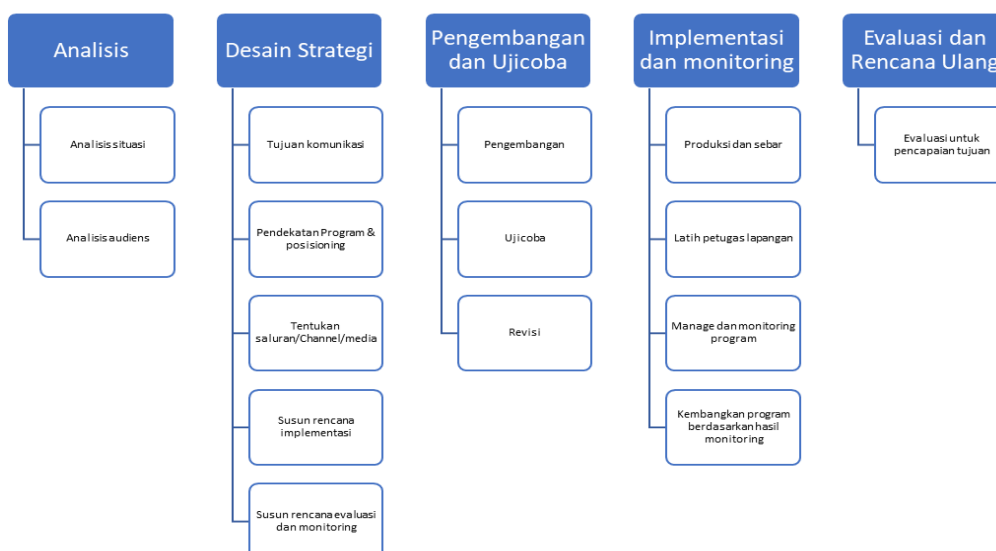 Analisis
Analisis situasi
Analisis audiens
Desain Strategi
Tujuan komunikasi
Pendekatan Program &
posisioning
Tentukan
saluran/Channel/media
Susun rencana
implementasi
Susun rencana evaluasi
dan monitoring
Pengembangan
dan Ujicoba
Pengembangan
Ujicoba
Revisi
Implementasi
dan monitoring
Produksi dan sebar
Latih petugas lapangan
Manage dan monitoring
program
Kembangkan program
berdasarkan hasil
monitoring
Evaluasi dan
Rencana Ulang
Evaluasi untuk
pencapaian tujuan